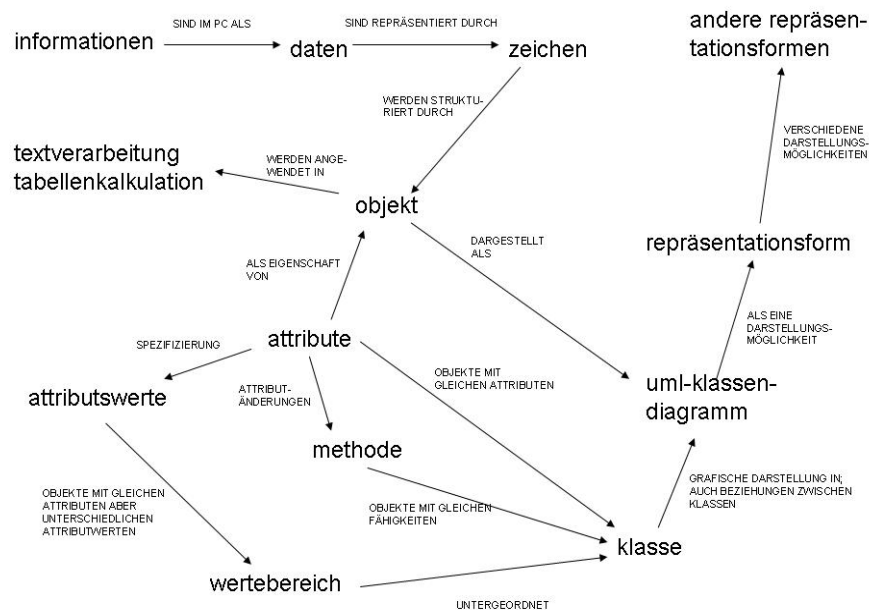 informationen
SIND IM PC ALS
daten
SIND REPRÄSENTIERT DURCH
zeichen
andere repräsen-
tationsformen
WERDEN STRUKTU-
RIERT DURCH
VERSCHIEDENE
DARSTELLUNGS-
MÖGLICHKEITEN
textverarbeitung
tabellenkalkulation
WERDEN ANGE-
WENDET IN
objekt
DARGESTELLT
ALS
repräsentationsform
ALS EIGENSCHAFT
VON
ALS EINE
DARSTELLUNGS-
MÖGLICHKEIT
SPEZIFIZIERUNG
attribute
OBJEKTE MIT
GLEICHEN ATTRIBUTEN
attributswerte
ATTRIBUT-
ÄNDERUNGEN
uml-klassen-
diagramm
methode
OBJEKTE MIT GLEICHEN
ATTRIBUTEN ABER
UNTERSCHIEDLICHEN
ATTRIBUTWERTEN
OBJEKTE MIT GLEICHEN
FÄHIGKEITEN
GRAFISCHE DARSTELLUNG IN;
AUCH BEZIEHUNGEN ZWISCHEN
KLASSEN
klasse
wertebereich
UNTERGEORDNET